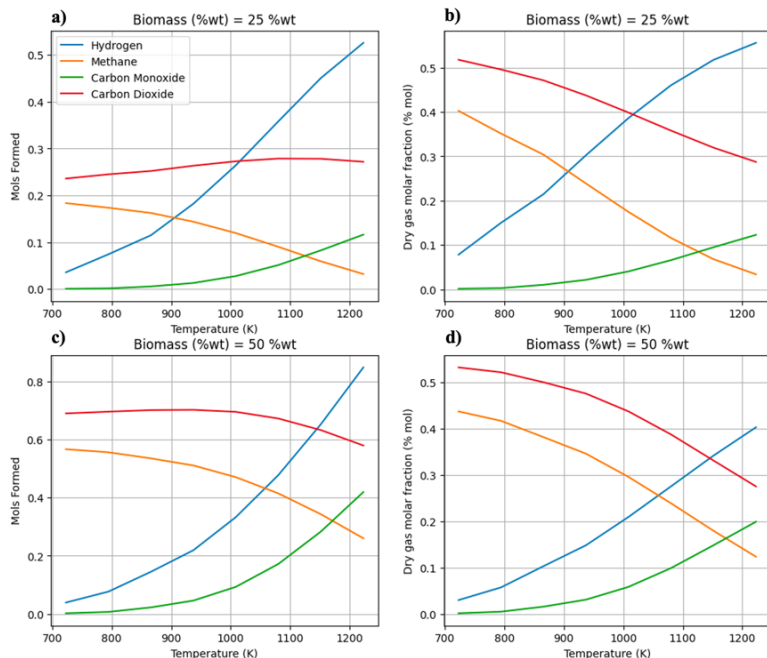 a)
Biomass (%wt) = 25 %wt
Hydrogen
Methane
Carbon Monoxide
Carbon Dioxide
0.5
0.4
0.3
0.2
0.1
0.0
Mols Formed
700 800 900 1000 1100 1200
Temperature (K)
b)
Biomass (%wt) = 25 %wt
0.5
0.4
0.3
0.2
0.1
0.0
Dry gas molar fraction (% mol)
700 800 900 1000 1100 1200
Temperature (K)
c)
Biomass (%wt) = 50 %wt
0.8
0.6
0.4
0.2
0.0
Mols Formed
700 800 900 1000 1100 1200
Temperature (K)
d)
Biomass (%wt) = 50 %wt
0.5
0.4
0.3
0.2
0.1
0.0
Dry gas molar fraction (% mol)
700 800 900 1000 1100 1200
Temperature (K)